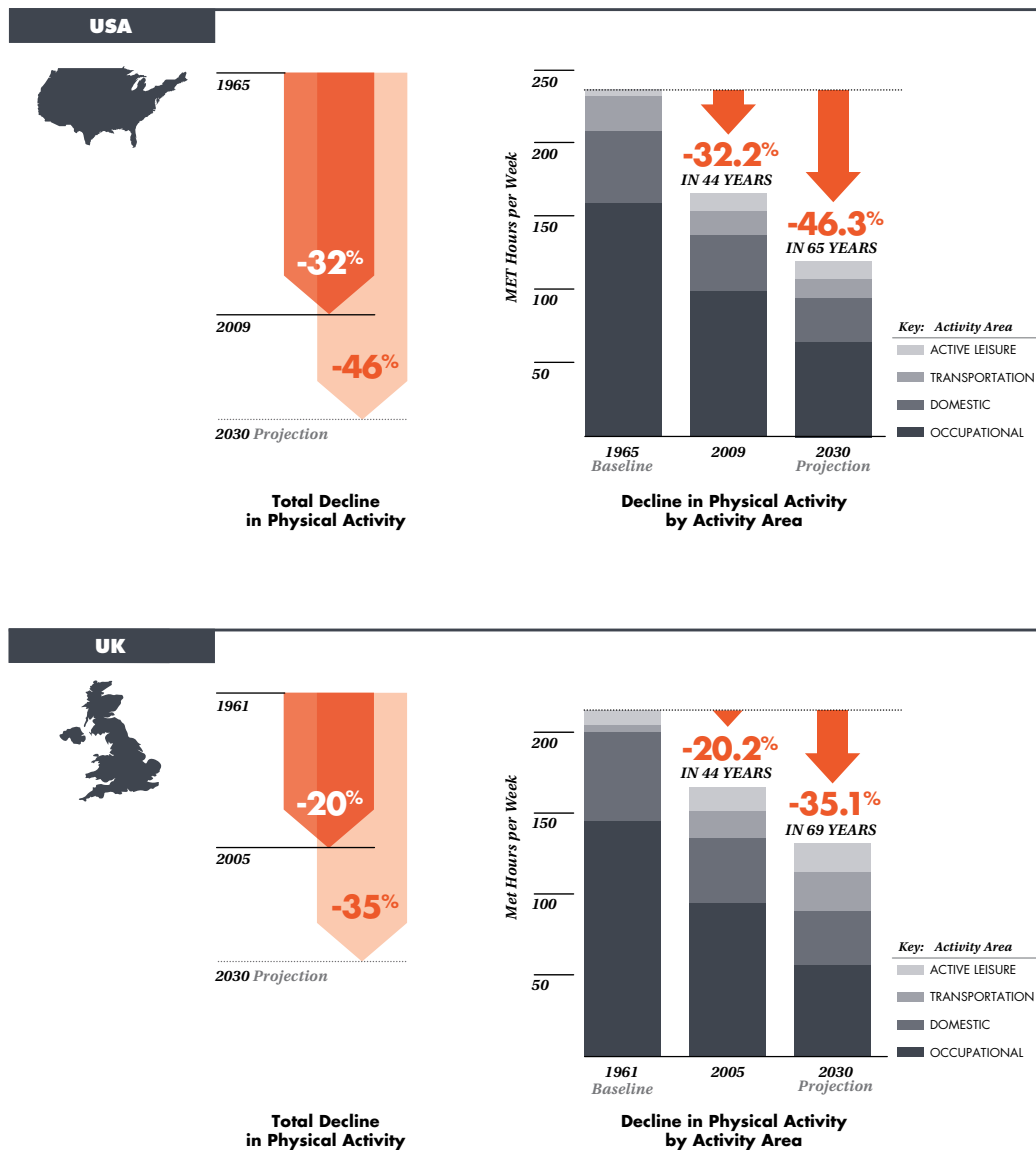 USA
1965
-32%
2009
-46%
2030 Projection
Total Decline
in Physical Activity
MET Hours per Week
250
200
150
100
50
-32.2%
IN 44 YEARS
-46.3%
IN 65 YEARS
1965
Baseline
2009
2030
Projection
Key: Activity Area
ACTIVE LEISURE
TRANSPORTATION
DOMESTIC
OCCUPATIONAL
Decline in Physical Activity
by Activity Area
UK
1961
-20%
2005
-35%
2030 Projection
Total Decline
in Physical Activity
Met Hours per Week
200
150
100
50
-20.2%
IN 44 YEARS
-35.1%
IN 69 YEARS
1961
Baseline
2005
2030
Projection
Key: Activity Area
ACTIVE LEISURE
TRANSPORTATION
DOMESTIC
OCCUPATIONAL
Decline in Physical Activity
by Activity Area